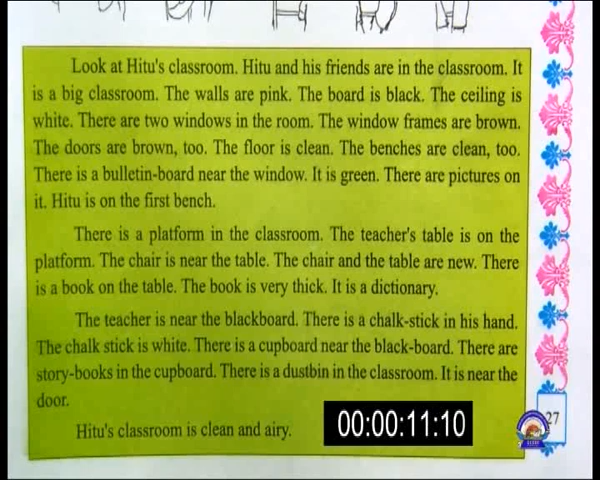 Look at Hitu's classroom. Hitu and his friends are in the classroom. It
is a big classroom. The walls are pink. The board is black. The ceiling is
white. There are two windows in the room. The window frames are brown.
The doors are brown, too. The floor is clean. The benches are clean, too.
There is a bulletin-board near the window. It is green. There are pictures on
it. Hitu is on the first bench.
There is a platform in the classroom. The teacher's table is on the
platform. The chair is near the table. The chair and the table are new. There
is a book on the table. The book is very thick. It is a dictionary.
The teacher is near the blackboard. There is a chalk-stick in his hand.
The chalk stick is white. There is a cupboard near the black-board. There are
story-books in the cupboard. There is a dustbin in the classroom. It is near the
door.
Hitu's classroom is clean and airy.
00:00:11:10
27